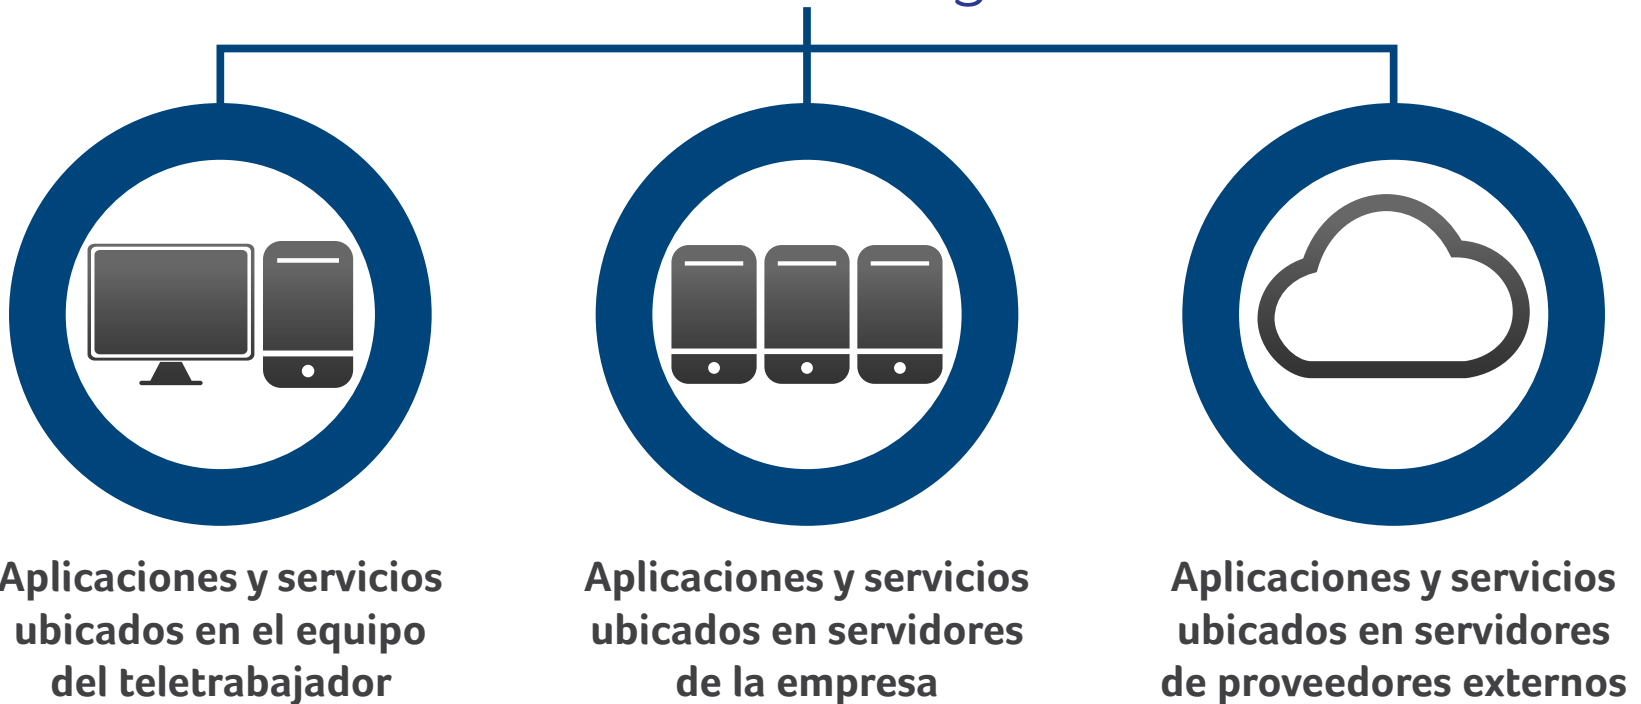 Aplicaciones y servicios
ubicados en el equipo
del teletrabajador
Aplicaciones y servicios
ubicados en servidores
de la empresa
Aplicaciones y servicios
ubicados en servidores
de proveedores externos